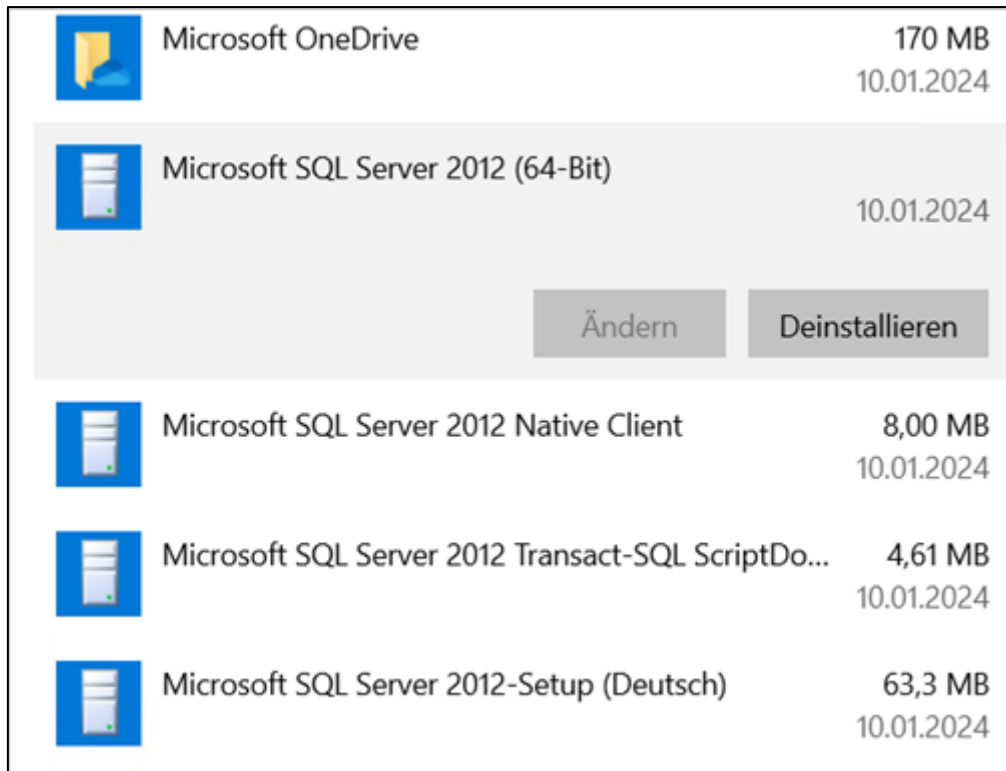 Microsoft OneDrive 170 MB
10.01.2024
Microsoft SQL Server 2012 (64-Bit)
10.01.2024
Ändern Deinstallieren
Microsoft SQL Server 2012 Native Client 8,00 MB
10.01.2024
Microsoft SQL Server 2012 Transact-SQL ScriptDo... 4,61 MB
10.01.2024
Microsoft SQL Server 2012-Setup (Deutsch) 63,3 MB
10.01.2024